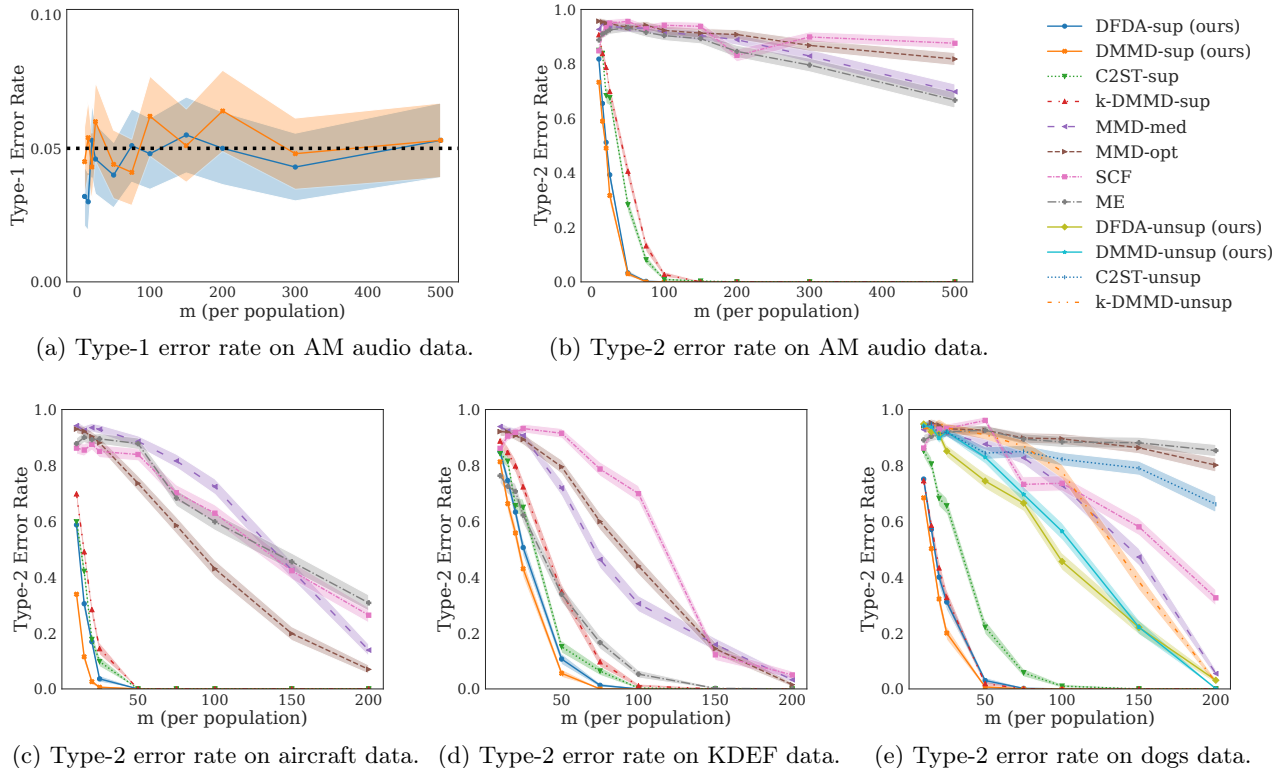 0.10
0.05
0.00
Type-1 Error Rate
0 100 200 300 400 500
m (per population)
(a) Type-1 error rate on AM audio data.
1.0
0.8
0.6
0.4
0.2
0.0
Type-2 Error Rate
0 100 200 300 400 500
m (per population)
(b) Type-2 error rate on AM audio data.
DFDA-sup (ours)
DMMD-sup (ours)
C2ST-sup
k-DMMD-sup
MMD-med
MMD-opt
SCF
ME
DFDA-unsup (ours)
DMMD-unsup (ours)
C2ST-unsup
k-DMMD-unsup
1.0
0.8
0.6
0.4
0.2
0.0
Type-2 Error Rate
50 100 150 200
m (per population)
(c) Type-2 error rate on aircraft data.
1.0
0.8
0.6
0.4
0.2
0.0
Type-2 Error Rate
50 100 150 200
m (per population)
(d) Type-2 error rate on KDEF data.
1.0
0.8
0.6
0.4
0.2
0.0
Type-2 Error Rate
50 100 150 200
m (per population)
(e) Type-2 error rate on dogs data.